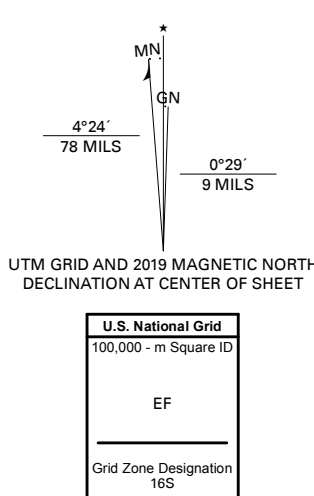 ★
MN
GN
4°24´
78 MILS
0°29´
9 MILS
UTM GRID AND 2019 MAGNETIC NORTH
DECLINATION AT CENTER OF SHEET
U.S. National Grid
100,000 - m Square ID
EF
Grid Zone Designation
16S